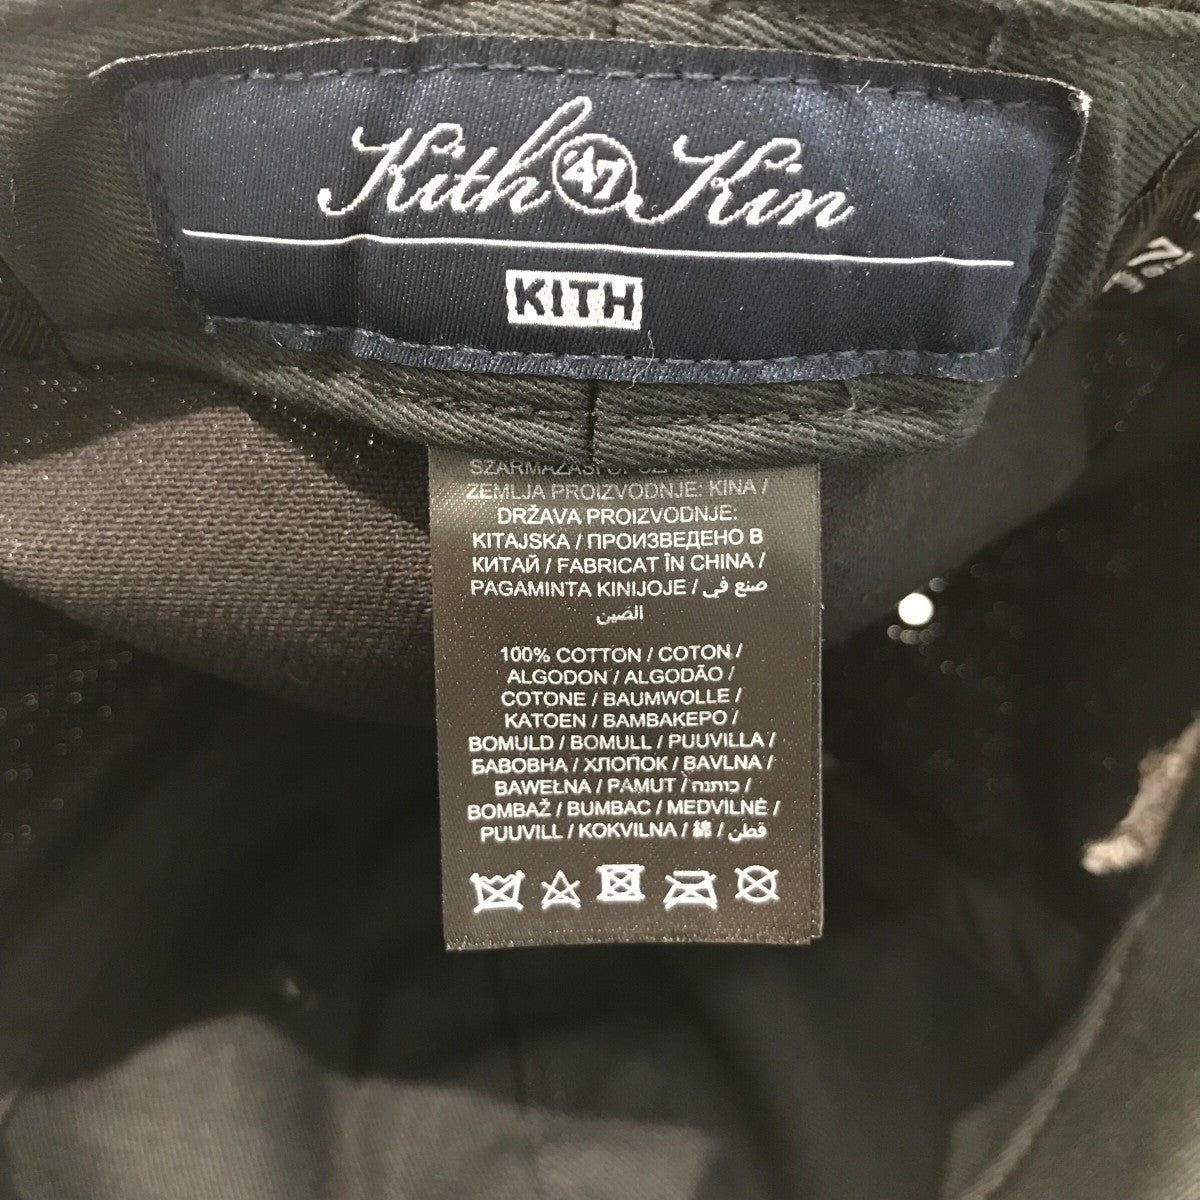 Kith '47 Kin
KITH
ZEMLJA PROIZVODNJE: KINA /
DRŽAVA PROIZVODNJE:
KITAJSKA / ПРОИЗВЕДЕНО В
КИТАЙ / FABRICAT ÎN CHINA /
PAGAMINTA KINIJOJE / صنع في
الصين
100% COTTON / COTON /
ALGODON / ALGODÃO /
COTONE / BAUMWOLLE /
KATOEN / ΒΑΜΒΑΚΕΡΟ /
BOMULD / BOMULL / PUUVILLA /
БАВОВНА / ХЛОПОК / BAVLNA /
BAWEŁNA / PAMUT / כותנה /
BOMBAŽ / BUMBAC / MEDVILNĖ /
PUUVILL / KOKVILNA / 綿 / قطن